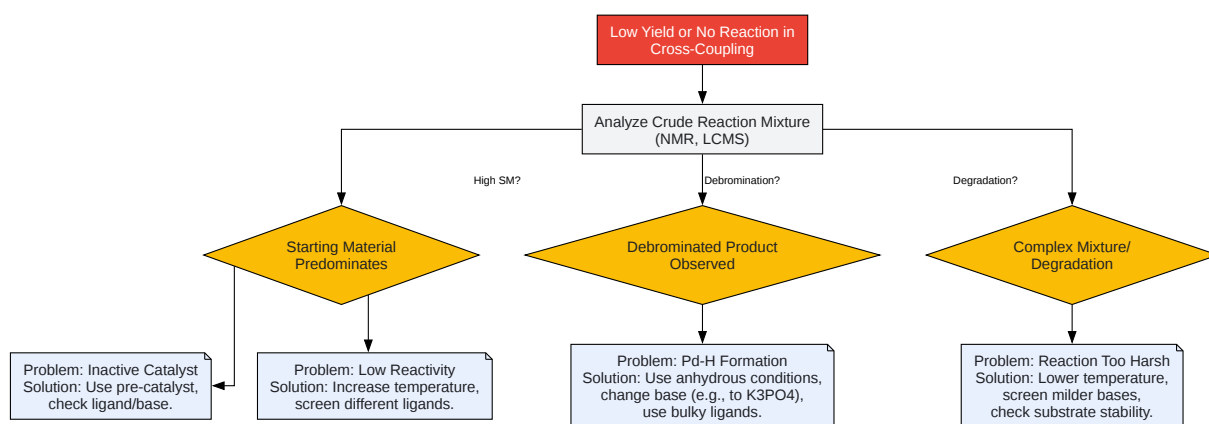 Low Yield or No Reaction in
Cross-Coupling
Analyze Crude Reaction Mixture
(NMR, LCMS)
High SM?
Debromination?
Degradation?
Starting Material
Predominates
Debrominated Product
Observed
Complex Mixture/
Degradation
Problem: Inactive Catalyst
Solution: Use pre-catalyst,
check ligand/base.
Problem: Low Reactivity
Solution: Increase temperature,
screen different ligands.
Problem: Pd-H Formation
Solution: Use anhydrous conditions,
change base (e.g., to K3PO4),
use bulky ligands.
Problem: Reaction Too Harsh
Solution: Lower temperature,
screen milder bases,
check substrate stability.